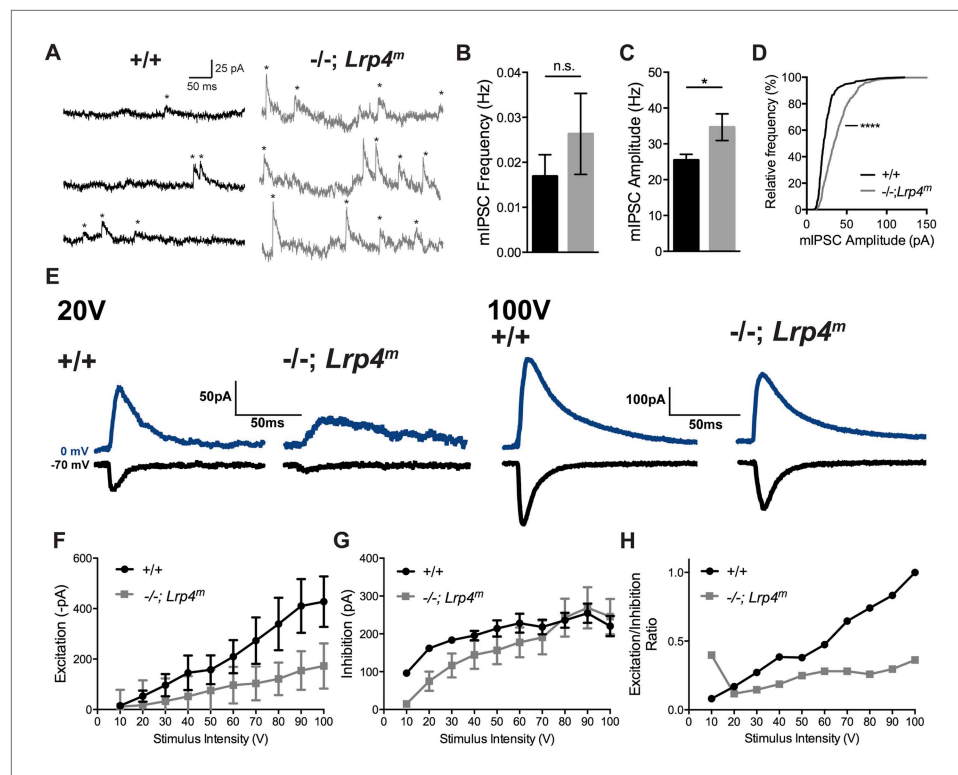 A
+/+
-/-; Lrp4ᵐ
25 pA
50 ms
*
* * * *
* *
* * * * *
* * *
* * * *
B
n.s.
mIPSC Frequency (Hz)
0.04
0.03
0.02
0.01
0.00
C
*
mIPSC Amplitude (Hz)
50
40
30
20
10
0
D
Relative frequency (%)
100
80
60
40
20
0
****
+/+
-/-;Lrp4ᵐ
0 50 100 150
mIPSC Amplitude (pA)
E
20V
+/+
-/-; Lrp4ᵐ
50pA
50ms
0 mV
-70 mV
100V
+/+
-/-; Lrp4ᵐ
100pA
50ms
F
+/+
-/-; Lrp4ᵐ
Excitation (-pA)
600
400
200
0
0 10 20 30 40 50 60 70 80 90 100
Stimulus Intensity (V)
G
+/+
-/-; Lrp4ᵐ
Inhibition (pA)
400
300
200
100
0
0 10 20 30 40 50 60 70 80 90 100
Stimulus Intensity (V)
H
+/+
-/-; Lrp4ᵐ
Excitation/Inhibition
Ratio
1.0
0.5
0.0
0 10 20 30 40 50 60 70 80 90 100
Stimulus Intensity (V)